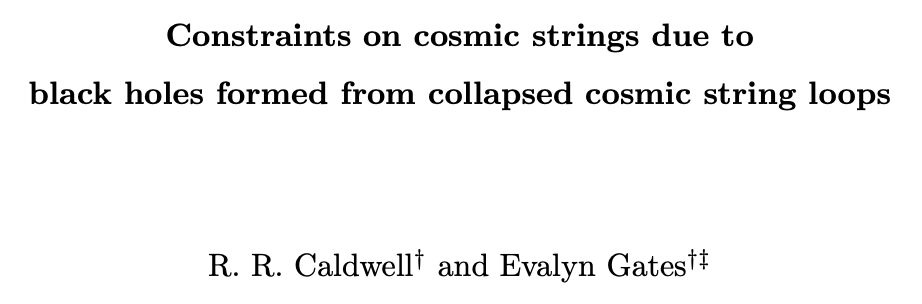 Constraints on cosmic strings due to
black holes formed from collapsed cosmic string loops
R. R. Caldwell† and Evalyn Gates†‡